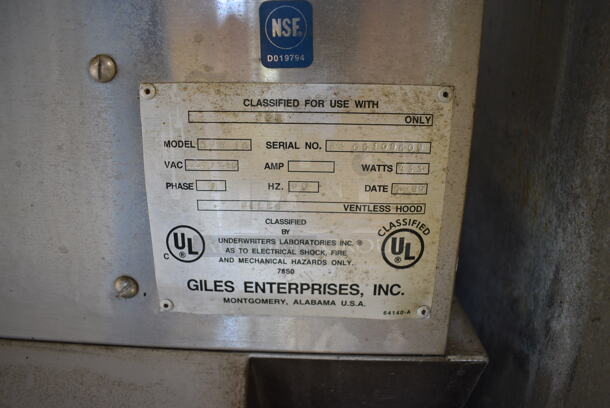 NSF®
D019794
CLASSIFIED FOR USE WITH
ONLY
MODEL SERIAL NO.
VAC AMP WATTS
PHASE HZ. DATE
VENTLESS HOOD
CLASSIFIED
BY
UNDERWRITERS LABORATORIES INC.®
AS TO ELECTRICAL SHOCK, FIRE
AND MECHANICAL HAZARDS ONLY.
7650
C UL
CLASSIFIED
UL
GILES ENTERPRISES, INC.
MONTGOMERY, ALABAMA U.S.A.
64140-A